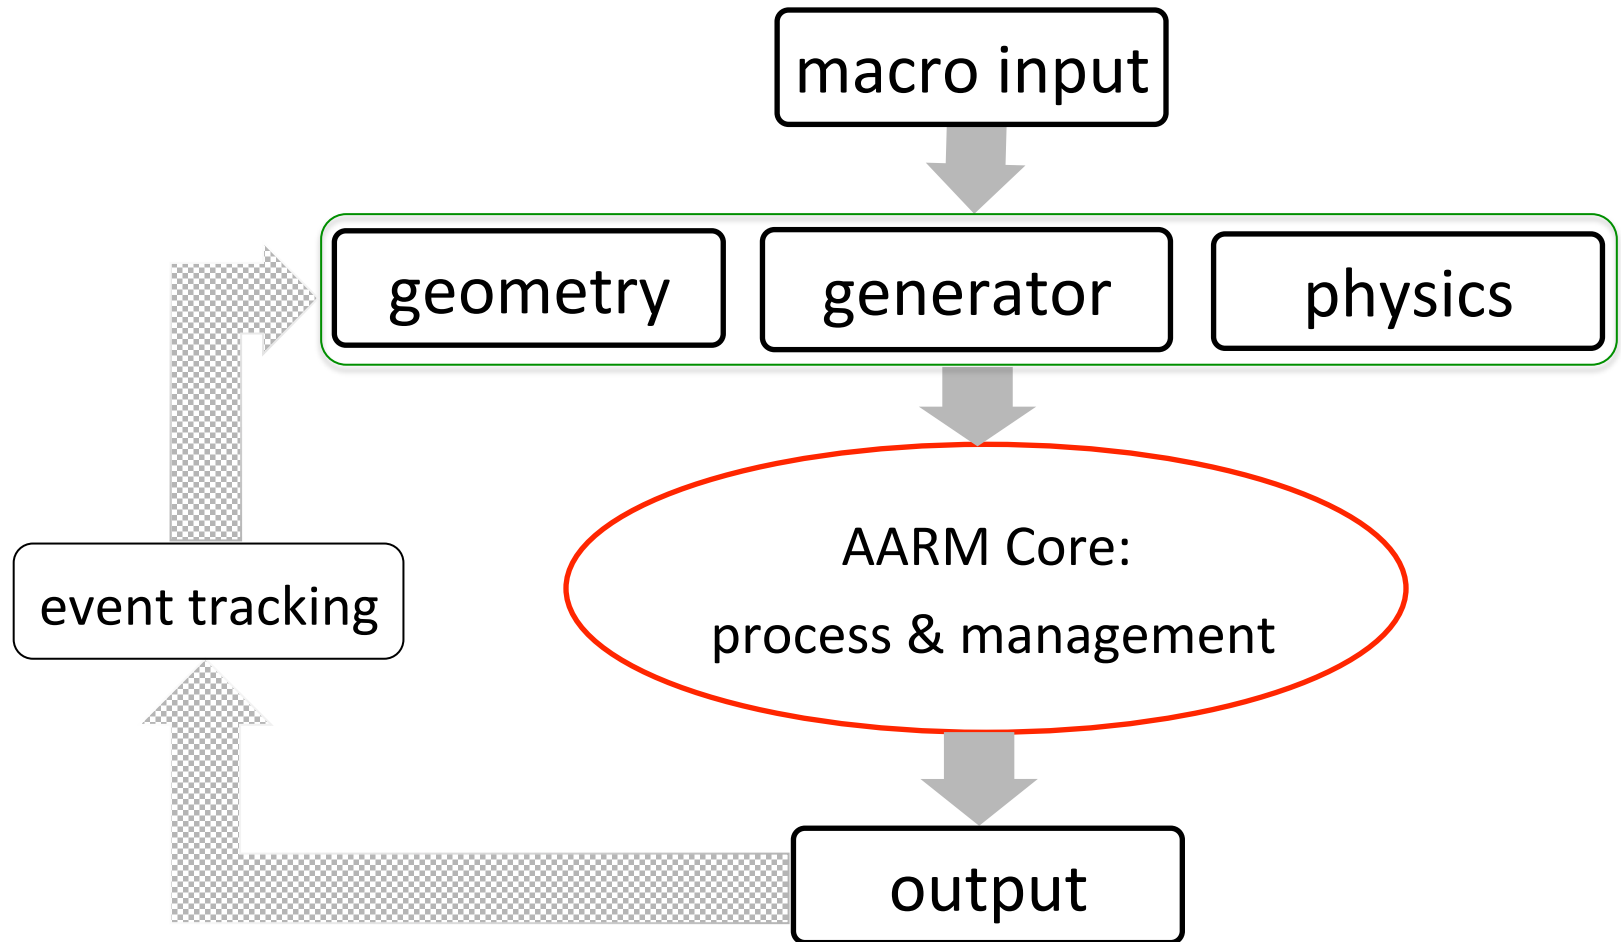 macro input
geometry
generator
physics
AARM Core:
process & management
event tracking
output